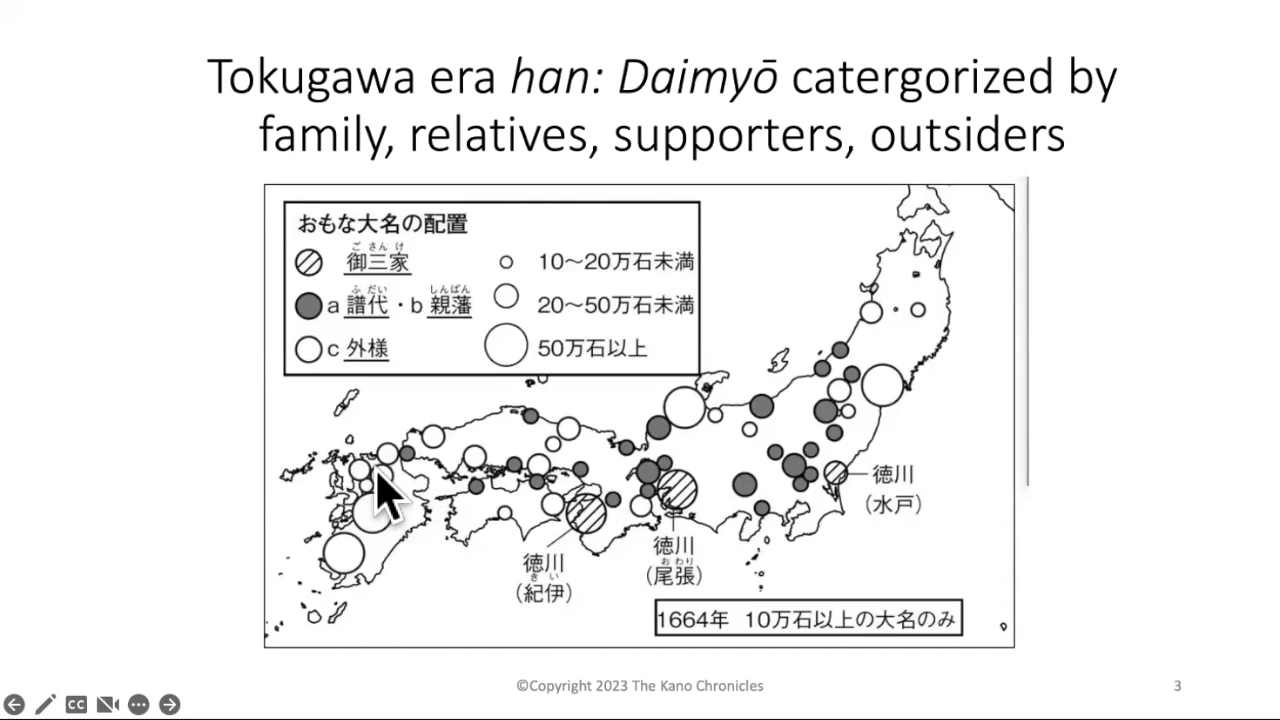 Tokugawa era han: Daimyō catergorized by
family, relatives, supporters, outsiders
おもな大名の配置
ご さん け
御三家
10～20万石未満
ふ だい
しんぱん
a 譜代・b 親藩
20～50万石未満
c 外様
50万石以上
徳川
(水戸)
徳川
お わり
(尾張)
徳川
き い
(紀伊)
1664年 10万石以上の大名のみ
©Copyright 2023 The Kano Chronicles
3
CC